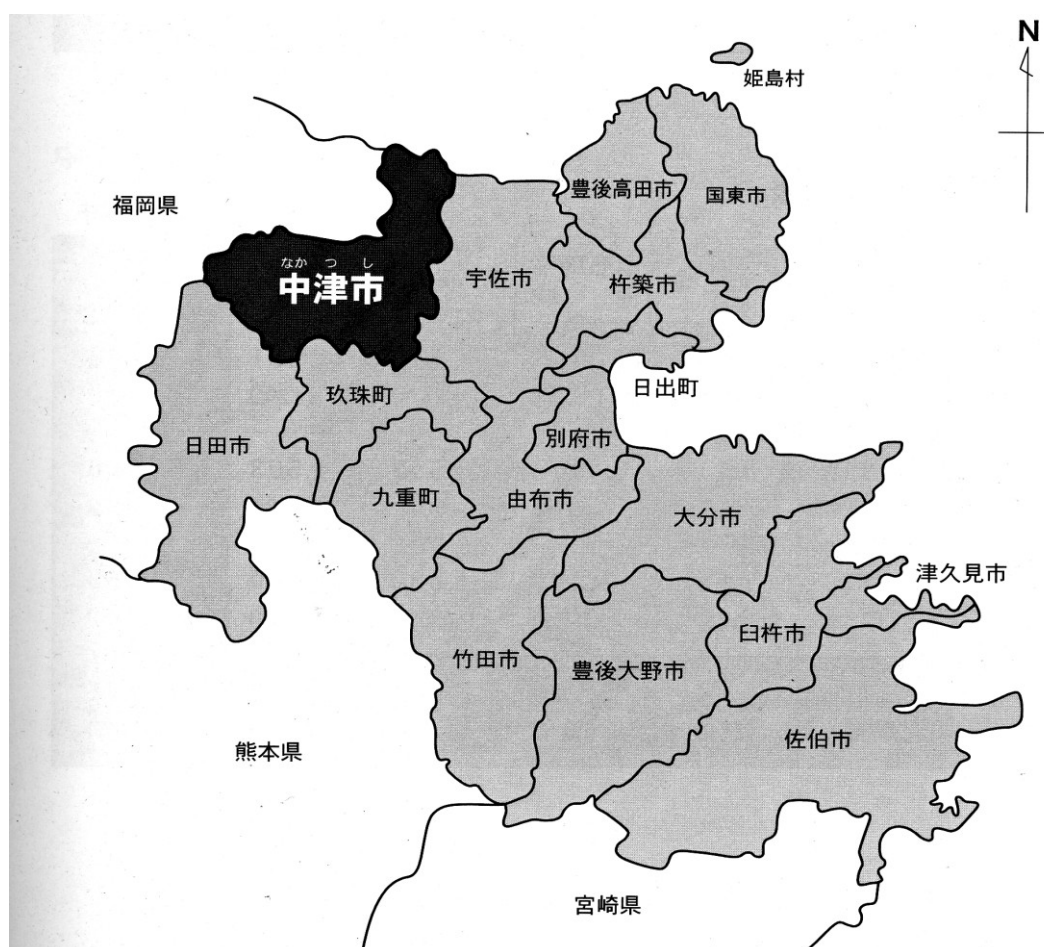 N
姫島村
福岡県
豊後高田市
国東市
なかつし
中津市
宇佐市
杵築市
玖珠町
日出町
日田市
別府市
九重町
由布市
大分市
津久見市
臼杵市
竹田市
豊後大野市
佐伯市
熊本県
宮崎県